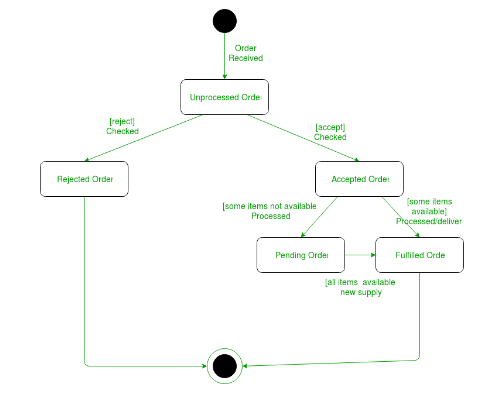 Order
Received
Unprocessed Order
[reject]
Checked
[accept]
Checked
Rejected Order
Accepted Order
[some items not available
Processed
[some items
available]
Processed/deliver
Pending Order
Fulfilled Orde
[all items available
new supply